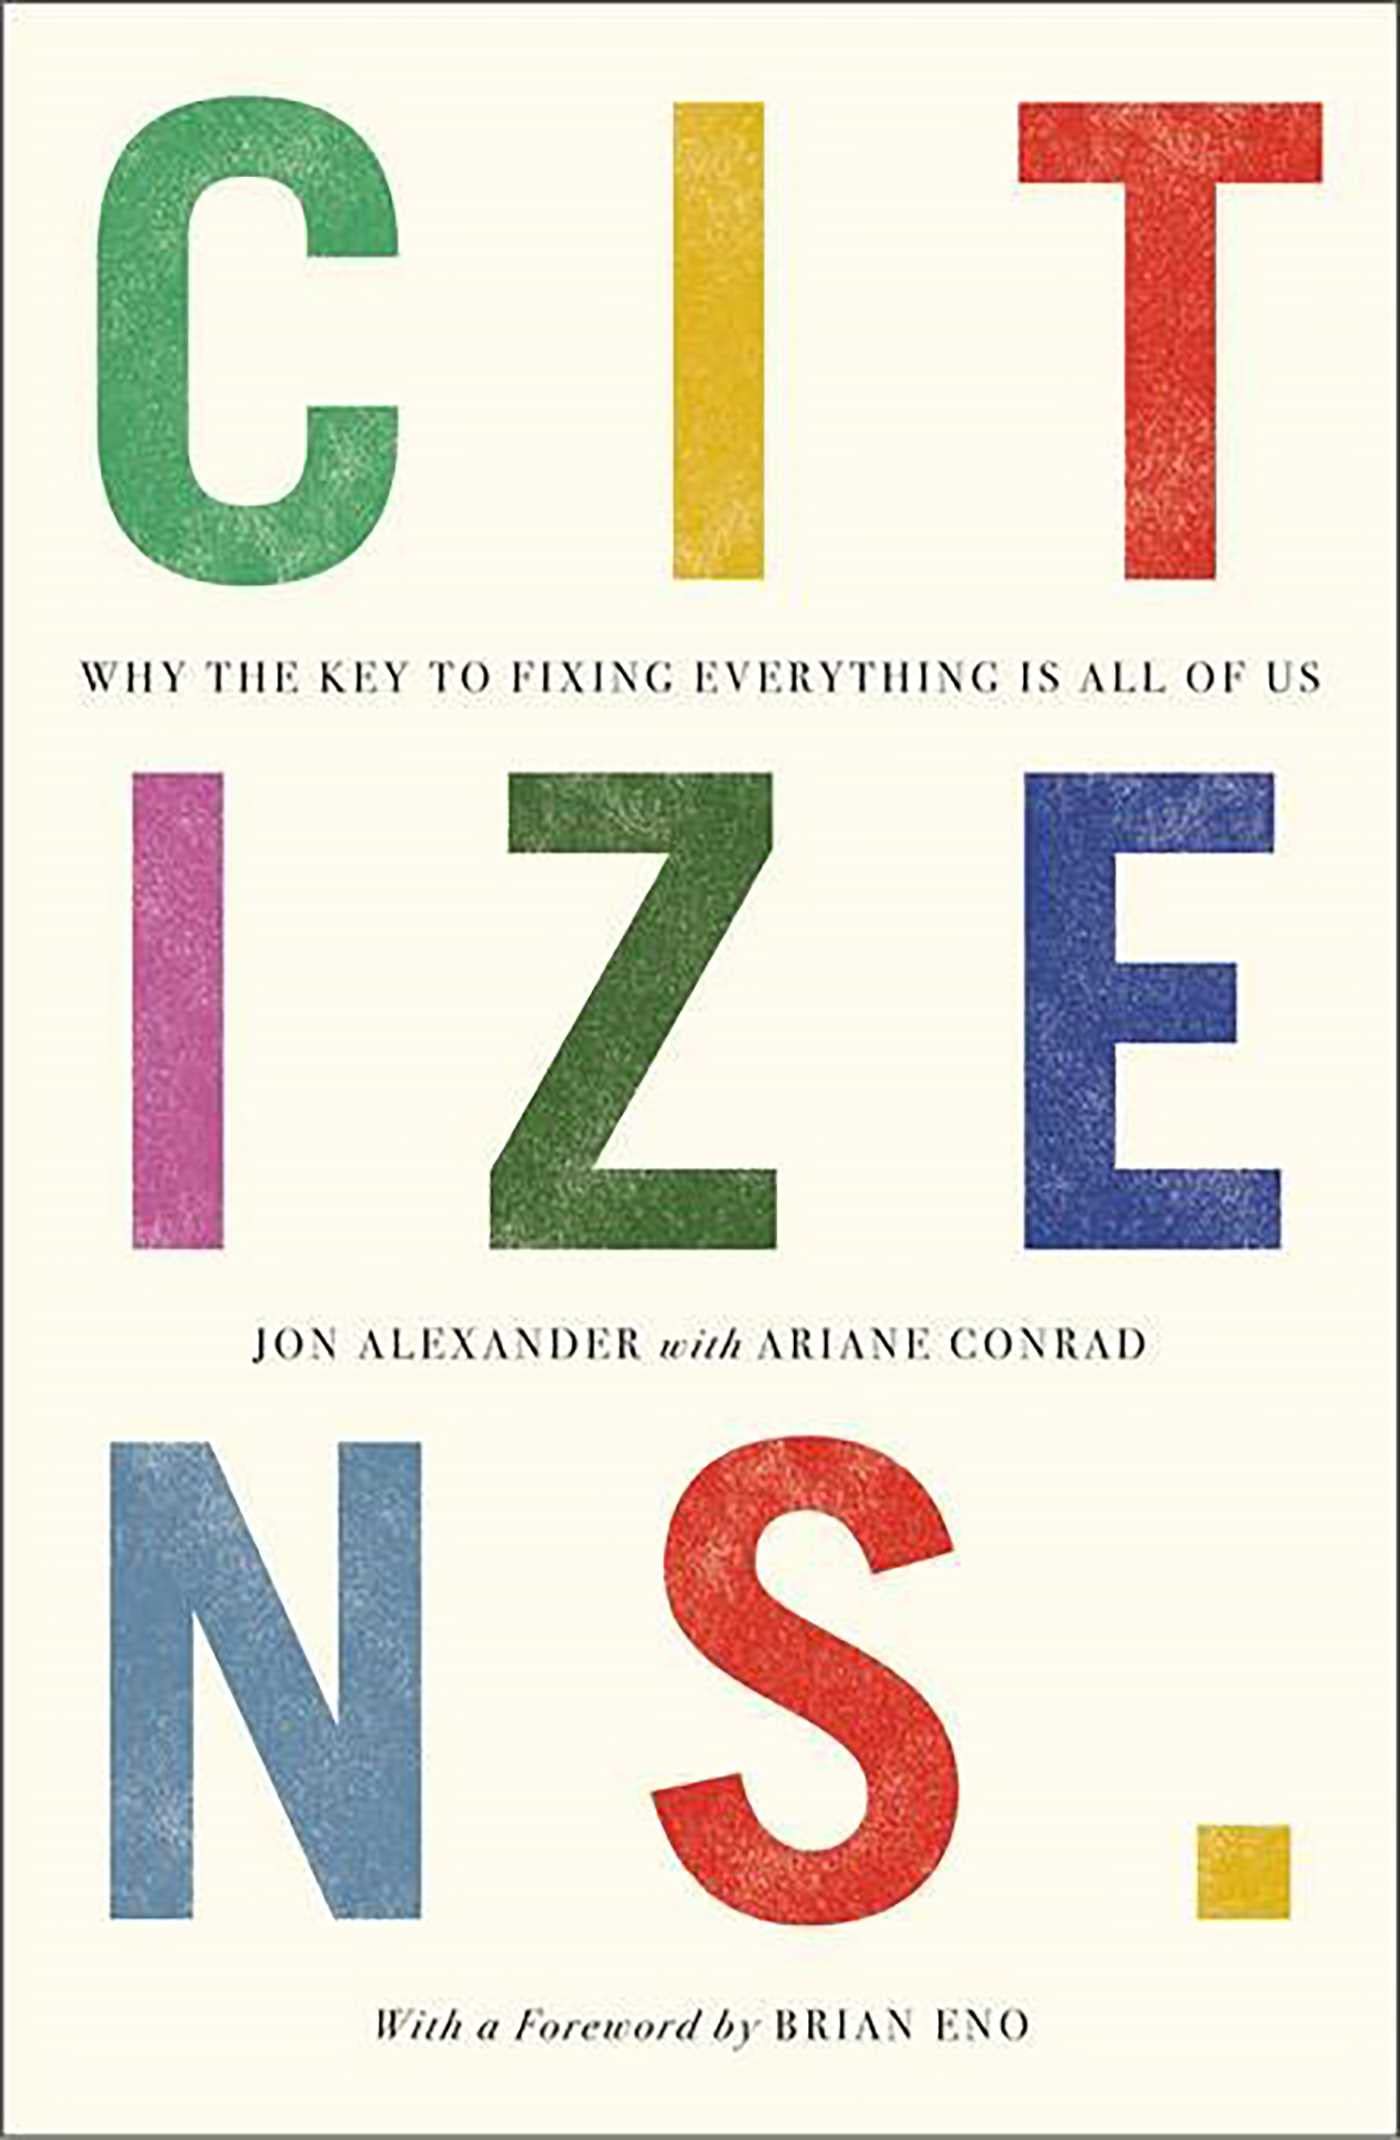 CIT
WHY THE KEY TO FIXING EVERYTHING IS ALL OF US
IZE
JON ALEXANDER with ARIANE CONRAD
NS.
With a Foreword by BRIAN ENO